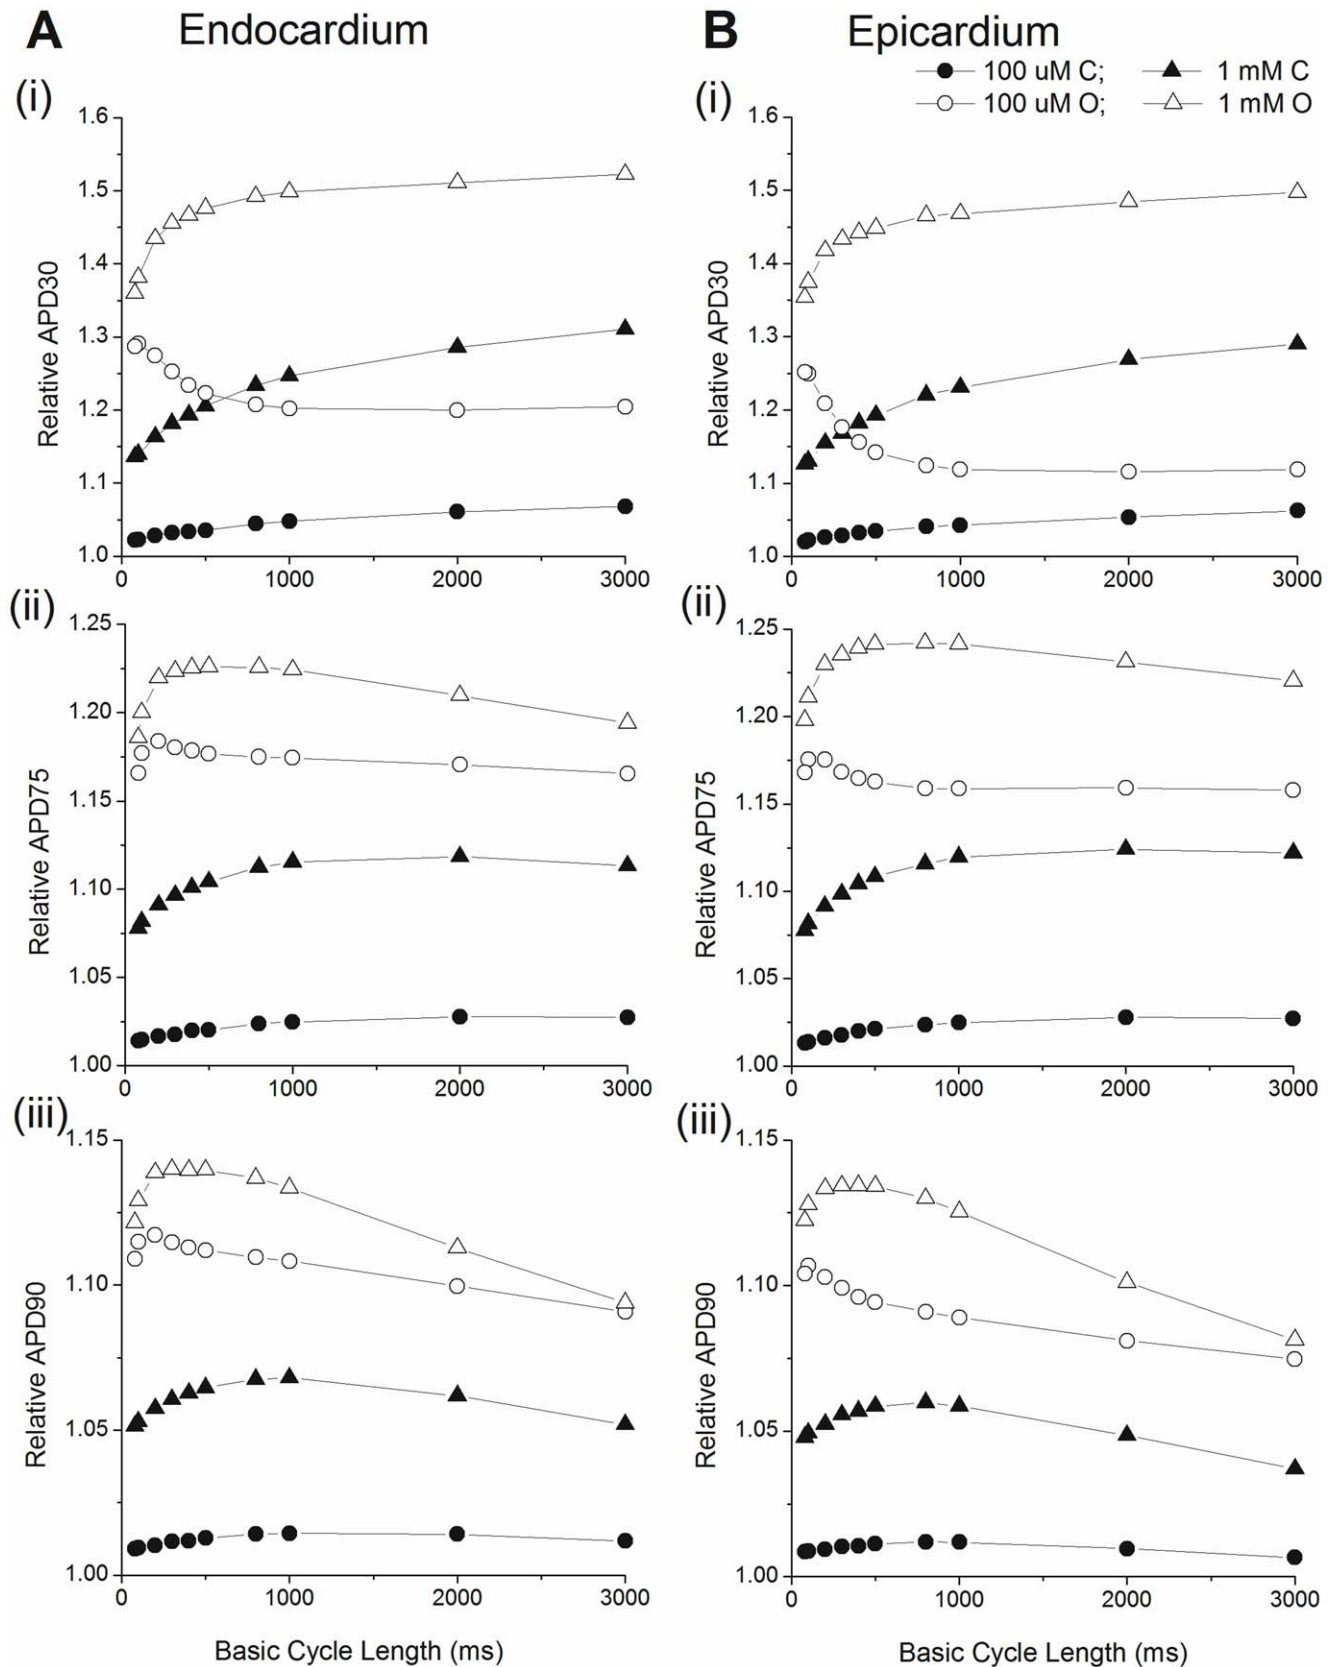 A Endocardium
B Epicardium
100 uM C; 1 mM C
100 uM O; 1 mM O
(i)
1.6
1.5
1.4
1.3
1.2
1.1
1.0
Relative APD30
0 1000 2000 3000
(i)
1.6
1.5
1.4
1.3
1.2
1.1
1.0
Relative APD30
0 1000 2000 3000
(ii)
1.25
1.20
1.15
1.10
1.05
1.00
Relative APD75
0 1000 2000 3000
(ii)
1.25
1.20
1.15
1.10
1.05
1.00
Relative APD75
0 1000 2000 3000
(iii)
1.15
1.10
1.05
1.00
Relative APD90
0 1000 2000 3000
Basic Cycle Length (ms)
(iii)
1.15
1.10
1.05
1.00
Relative APD90
0 1000 2000 3000
Basic Cycle Length (ms)